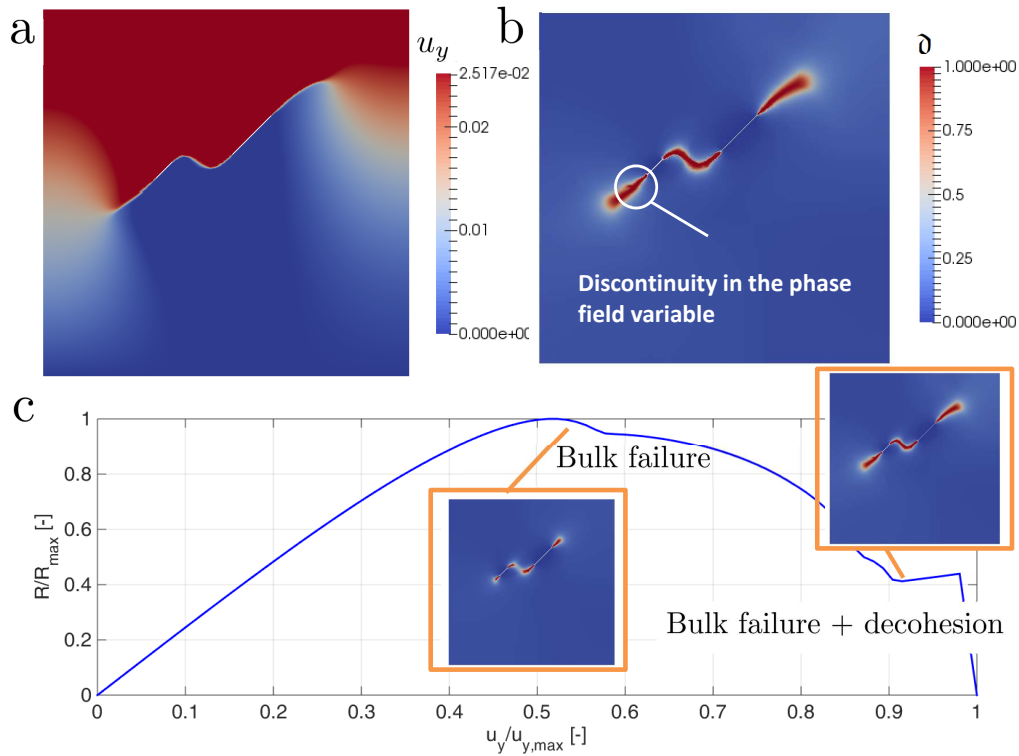 a
u_y
2.517e-02
0.02
0.01
0.000e+00
b
𝔡
1.000e+00
0.75
0.50
0.25
0.000e+00
Discontinuity in the phase
field variable
c
R/R_max [-]
1
0.8
0.6
0.4
0.2
0
Bulk failure
Bulk failure + decohesion
0
0.1
0.2
0.3
0.4
0.5
0.6
0.7
0.8
0.9
1
u_y/u_y,max [-]